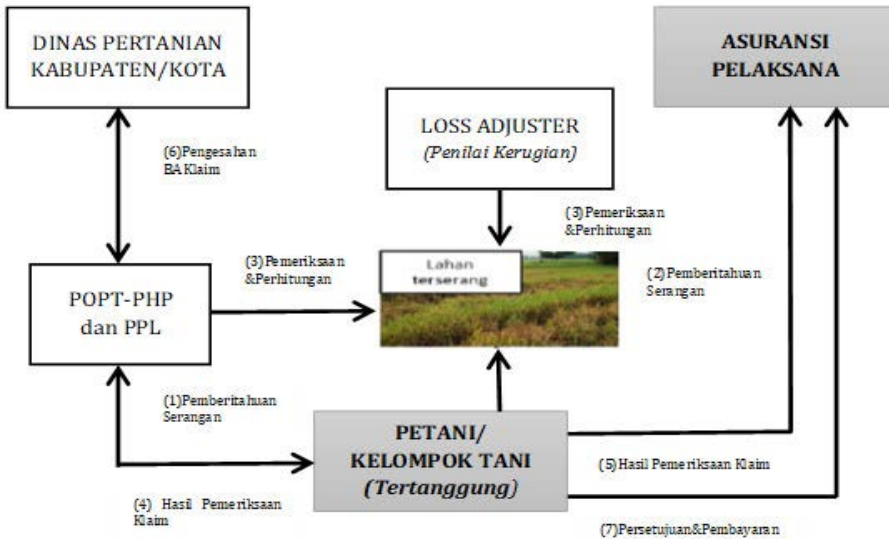 DINAS PERTANIAN
KABUPATEN/KOTA
ASURANSI
PELAKSANA
LOSS ADJUSTER
(Penilai Kerugian)
(6)Pengesahan
BAKlaim
(3)Pemeriksaan
&Perhitungan
(3)Pemeriksaan
&Perhitungan
Lahan
terserang
(2)Pemberitahuan
Serangan
POPT-PHP
dan PPL
(1)Pemberitahuan
Serangan
PETANI/
KELOMPOK TANI
(Tertanggung)
(5)Hasil Pemeriksaan Klaim
(4) Hasil Pemeriksaan
Klaim
(7)Persetujuan&Pembayaran